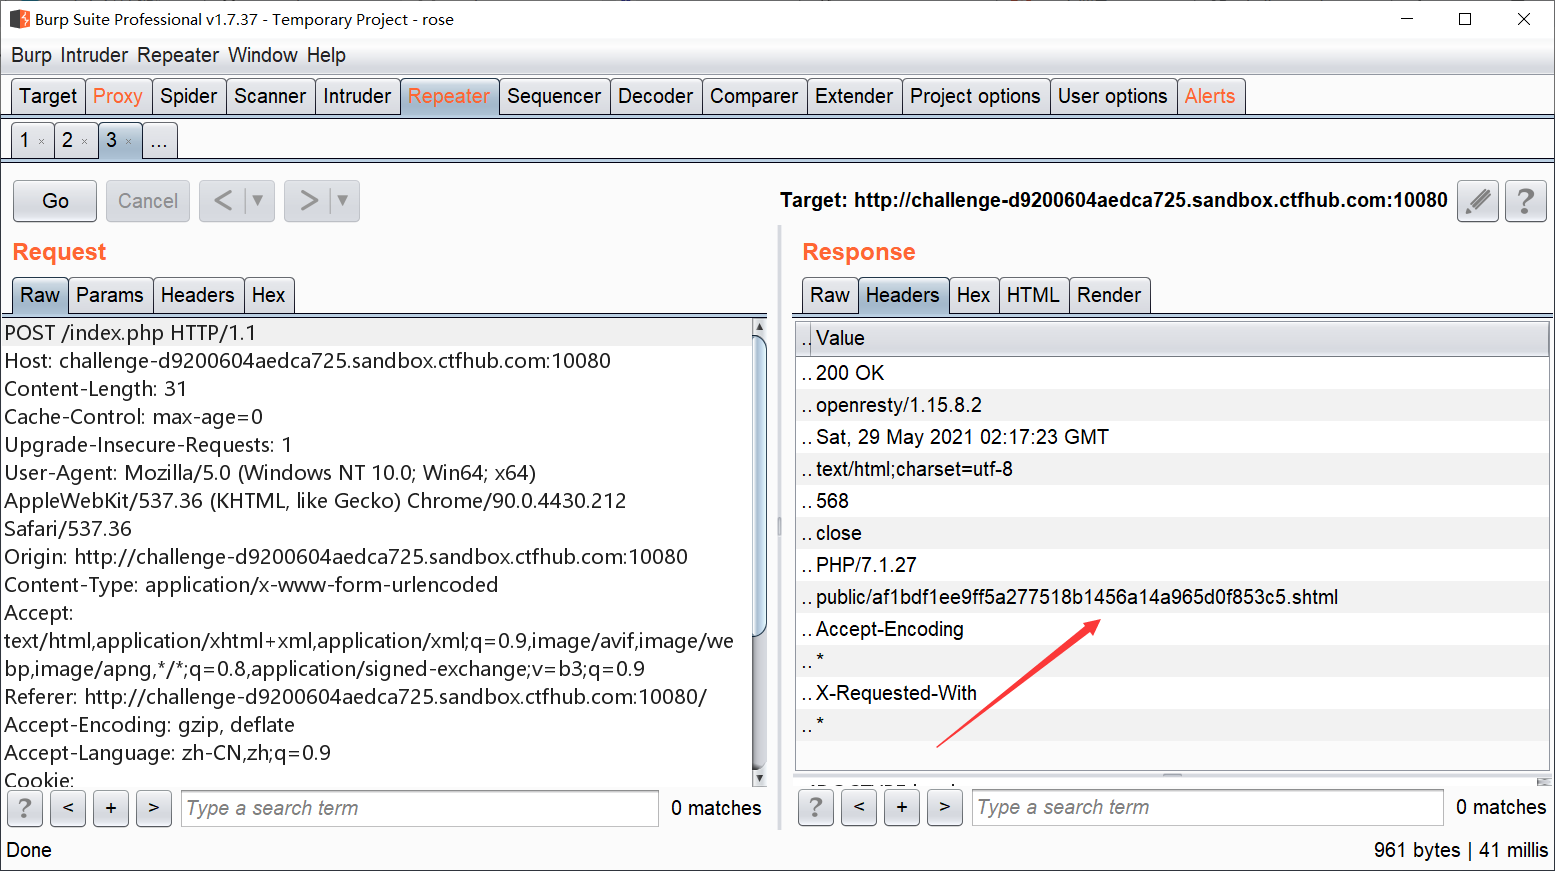 Burp Suite Professional v1.7.37 - Temporary Project - rose
Burp Intruder Repeater Window Help
Target Proxy Spider Scanner Intruder Repeater Sequencer Decoder Comparer Extender Project options User options Alerts
1 × 2 × 3 × ...
Go Cancel < ▼ > ▼ Target: http://challenge-d9200604aedca725.sandbox.ctfhub.com:10080 ?
Request
Raw Params Headers Hex
POST /index.php HTTP/1.1
Host: challenge-d9200604aedca725.sandbox.ctfhub.com:10080
Content-Length: 31
Cache-Control: max-age=0
Upgrade-Insecure-Requests: 1
User-Agent: Mozilla/5.0 (Windows NT 10.0; Win64; x64)
AppleWebKit/537.36 (KHTML, like Gecko) Chrome/90.0.4430.212
Safari/537.36
Origin: http://challenge-d9200604aedca725.sandbox.ctfhub.com:10080
Content-Type: application/x-www-form-urlencoded
Accept:
text/html,application/xhtml+xml,application/xml;q=0.9,image/avif,image/we
bp,image/apng,*/*;q=0.8,application/signed-exchange;v=b3;q=0.9
Referer: http://challenge-d9200604aedca725.sandbox.ctfhub.com:10080/
Accept-Encoding: gzip, deflate
Accept-Language: zh-CN,zh;q=0.9
Cookie:
? < + > Type a search term 0 matches
Response
Raw Headers Hex HTML Render
.. Value
.. 200 OK
.. openresty/1.15.8.2
.. Sat, 29 May 2021 02:17:23 GMT
.. text/html;charset=utf-8
.. 568
.. close
.. PHP/7.1.27
.. public/af1bdf1ee9ff5a277518b1456a14a965d0f853c5.shtml
.. Accept-Encoding
.. *
.. X-Requested-With
.. *
? < + > Type a search term 0 matches
Done 961 bytes | 41 millis